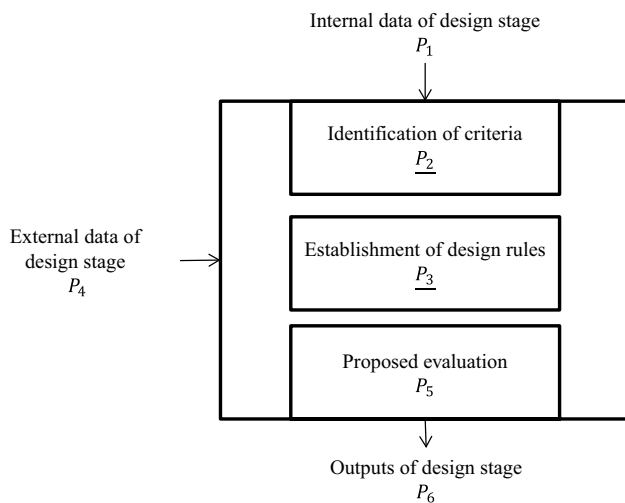 Internal data of design stage
P₁
Identification of criteria
P₂
External data of
design stage
P₄
Establishment of design rules
P₃
Proposed evaluation
P₅
Outputs of design stage
P₆